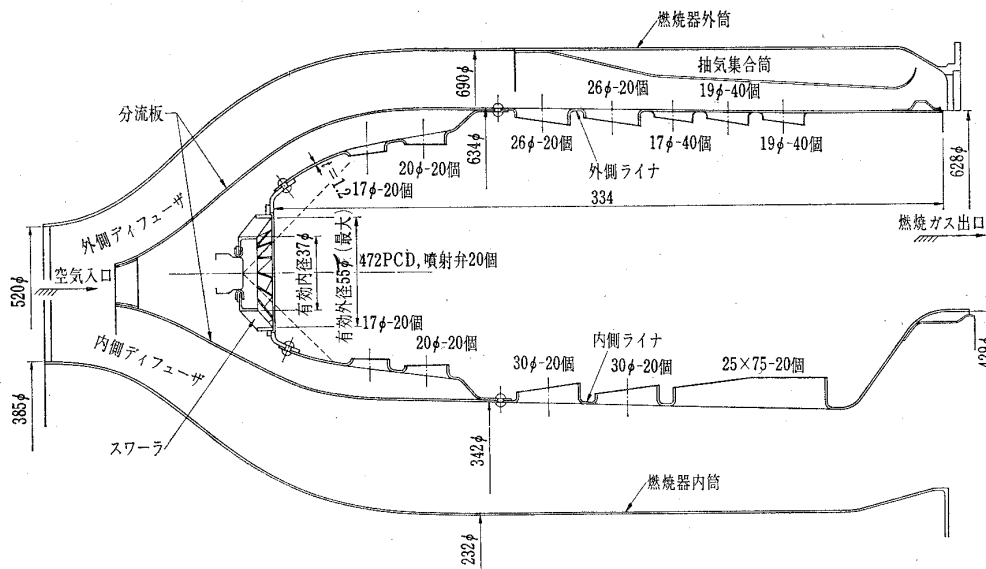 燃焼器外筒
抽気集合筒
690φ
26φ-20個
19φ-40個
分流板
634φ
26φ-20個
17φ-40個
19φ-40個
20φ-20個
外側ライナ
628φ
17φ-20個
t=1.2
334
外側ディフューザ
燃焼ガス出口
空気入口
472PCD,噴射弁20個
有効内径37φ
有効外径55φ(最大)
520φ
17φ-20個
内側ディフューザ
20φ-20個
30φ-20個
内側ライナ
30φ-20個
25×75-20個
385φ
スワーラ
342φ
燃焼器内筒
232φ